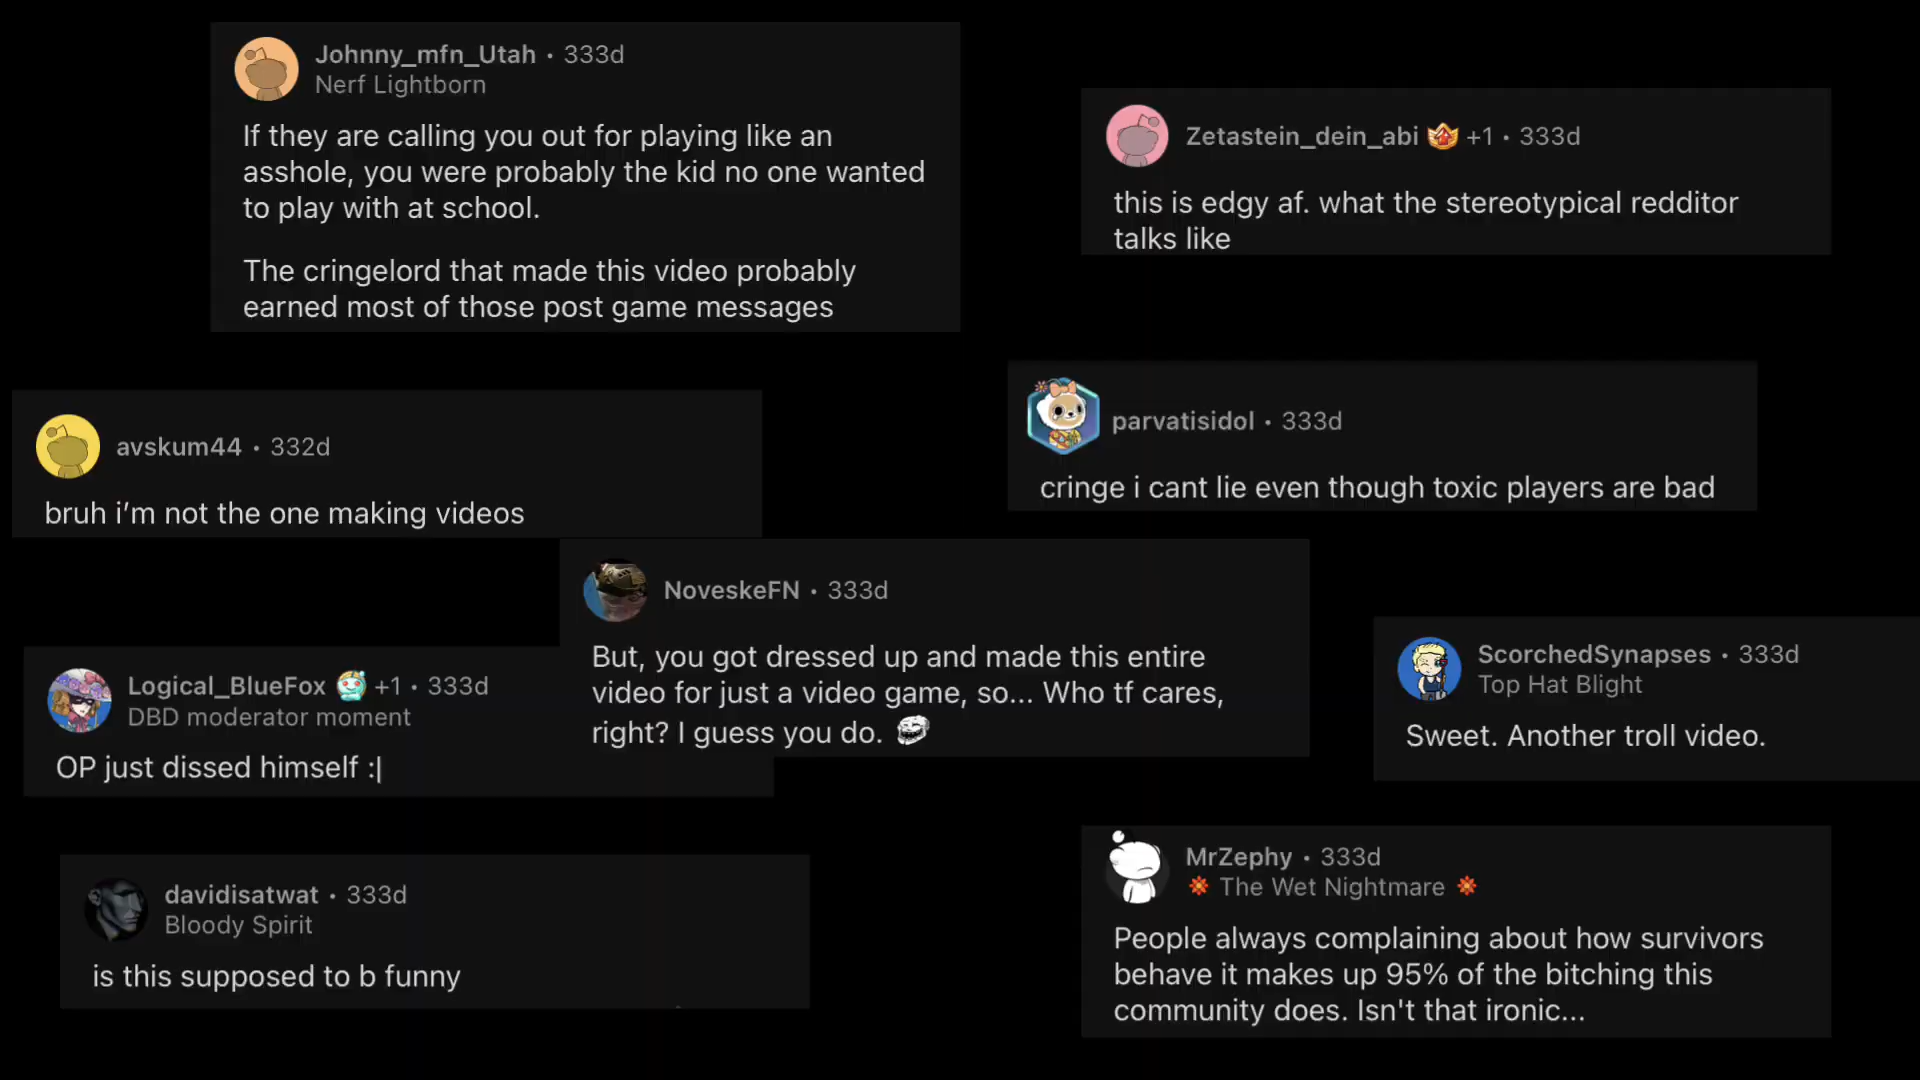 Johnny_mfn_Utah · 333d
Nerf Lightborn
If they are calling you out for playing like an
asshole, you were probably the kid no one wanted
to play with at school.
The cringelord that made this video probably
earned most of those post game messages
Zetastein_dein_abi +1 · 333d
this is edgy af. what the stereotypical redditor
talks like
avskum44 · 332d
bruh i’m not the one making videos
parvatisidol · 333d
cringe i cant lie even though toxic players are bad
NoveskeFN · 333d
But, you got dressed up and made this entire
video for just a video game, so... Who tf cares,
right? I guess you do.
Logical_BlueFox +1 · 333d
DBD moderator moment
OP just dissed himself :|
ScorchedSynapses · 333d
Top Hat Blight
Sweet. Another troll video.
davidisatwat · 333d
Bloody Spirit
is this supposed to b funny
MrZephy · 333d
The Wet Nightmare
People always complaining about how survivors
behave it makes up 95% of the bitching this
community does. Isn't that ironic...